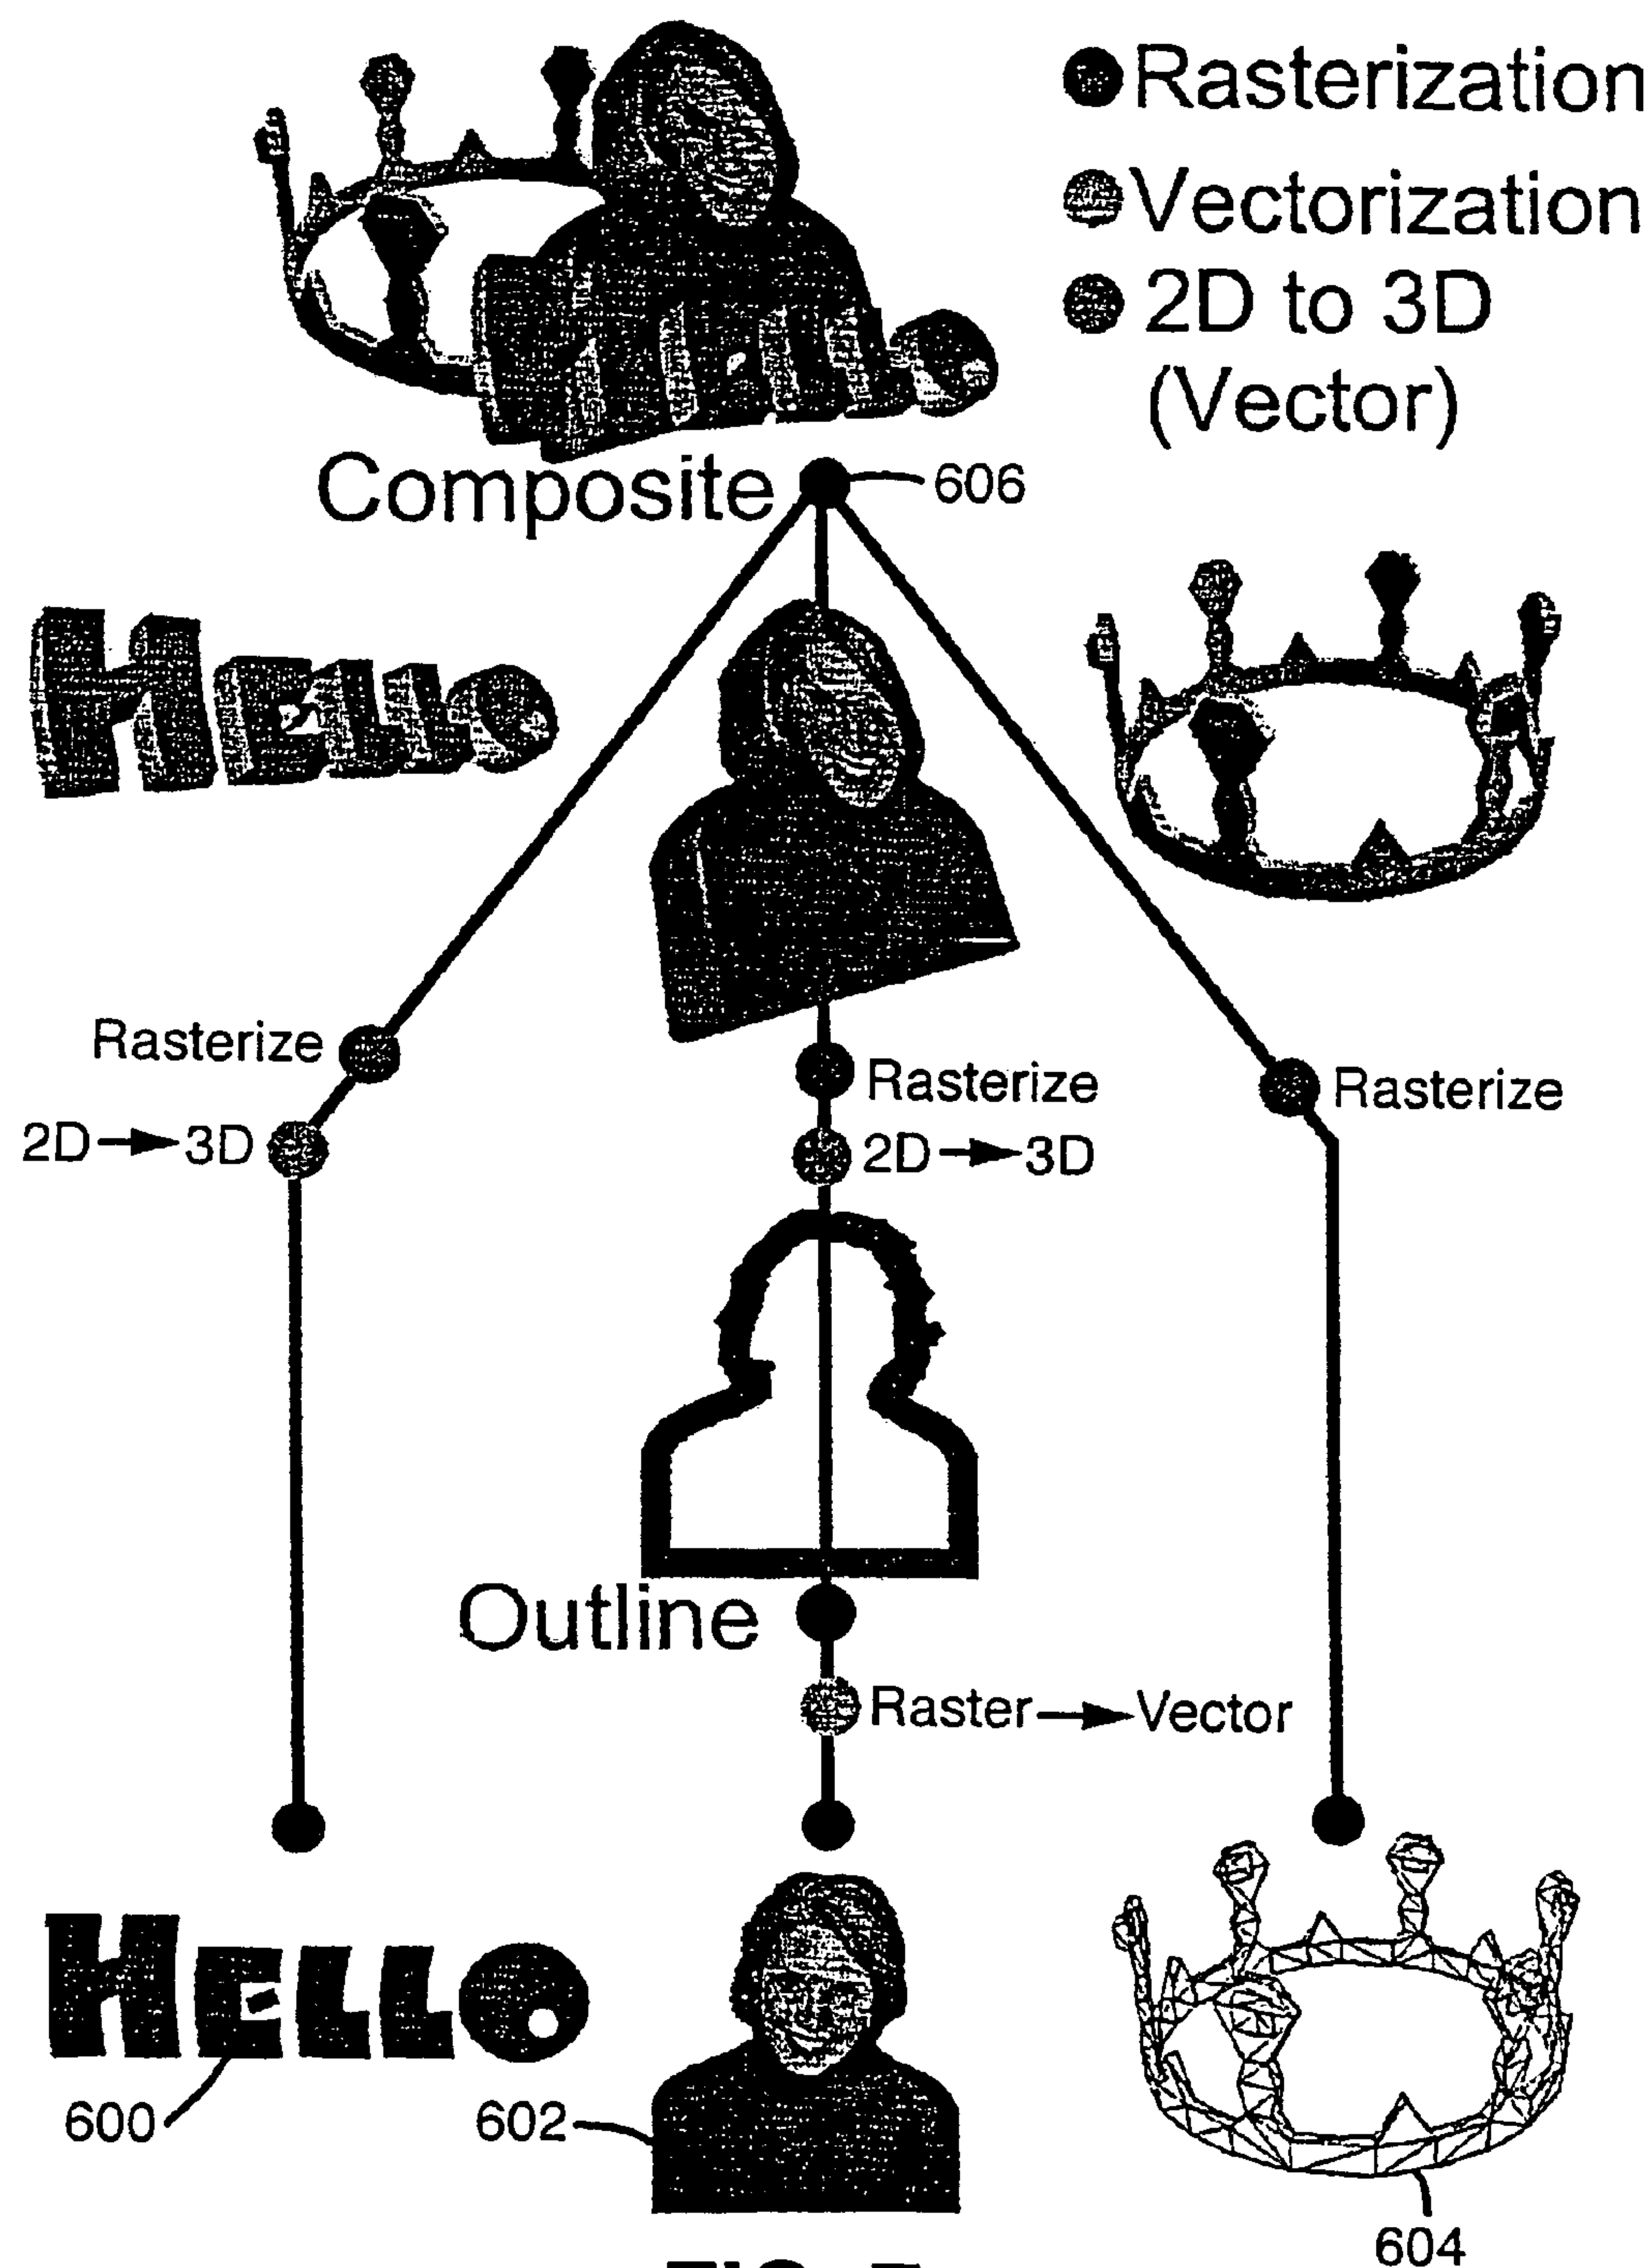 Rasterization
Vectorization
2D to 3D
(Vector)
Composite
606
HELLO
Rasterize
Rasterize
Rasterize
2D → 3D
2D → 3D
Outline
Raster → Vector
HELLO
600
602
604